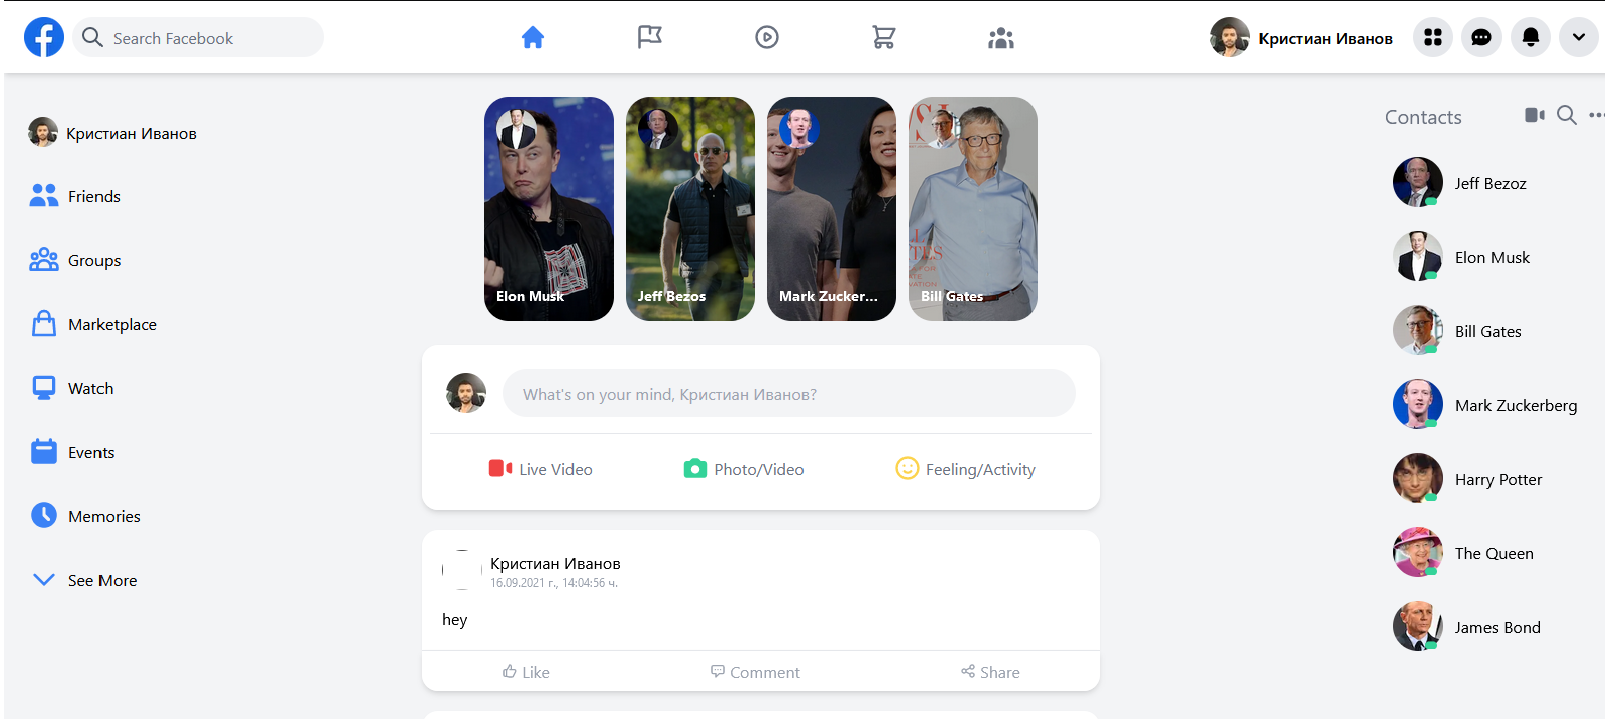 Search Facebook
Кристиан Иванов
Кристиан Иванов
Friends
Groups
Marketplace
Watch
Events
Memories
See More
Elon Musk
Jeff Bezos
Mark Zucker...
Bill Gates
What's on your mind, Кристиан Иванов?
Live Video
Photo/Video
Feeling/Activity
Кристиан Иванов
16.09.2021 г., 14:04:56 ч.
hey
Like
Comment
Share
Contacts
Jeff Bezoz
Elon Musk
Bill Gates
Mark Zuckerberg
Harry Potter
The Queen
James Bond